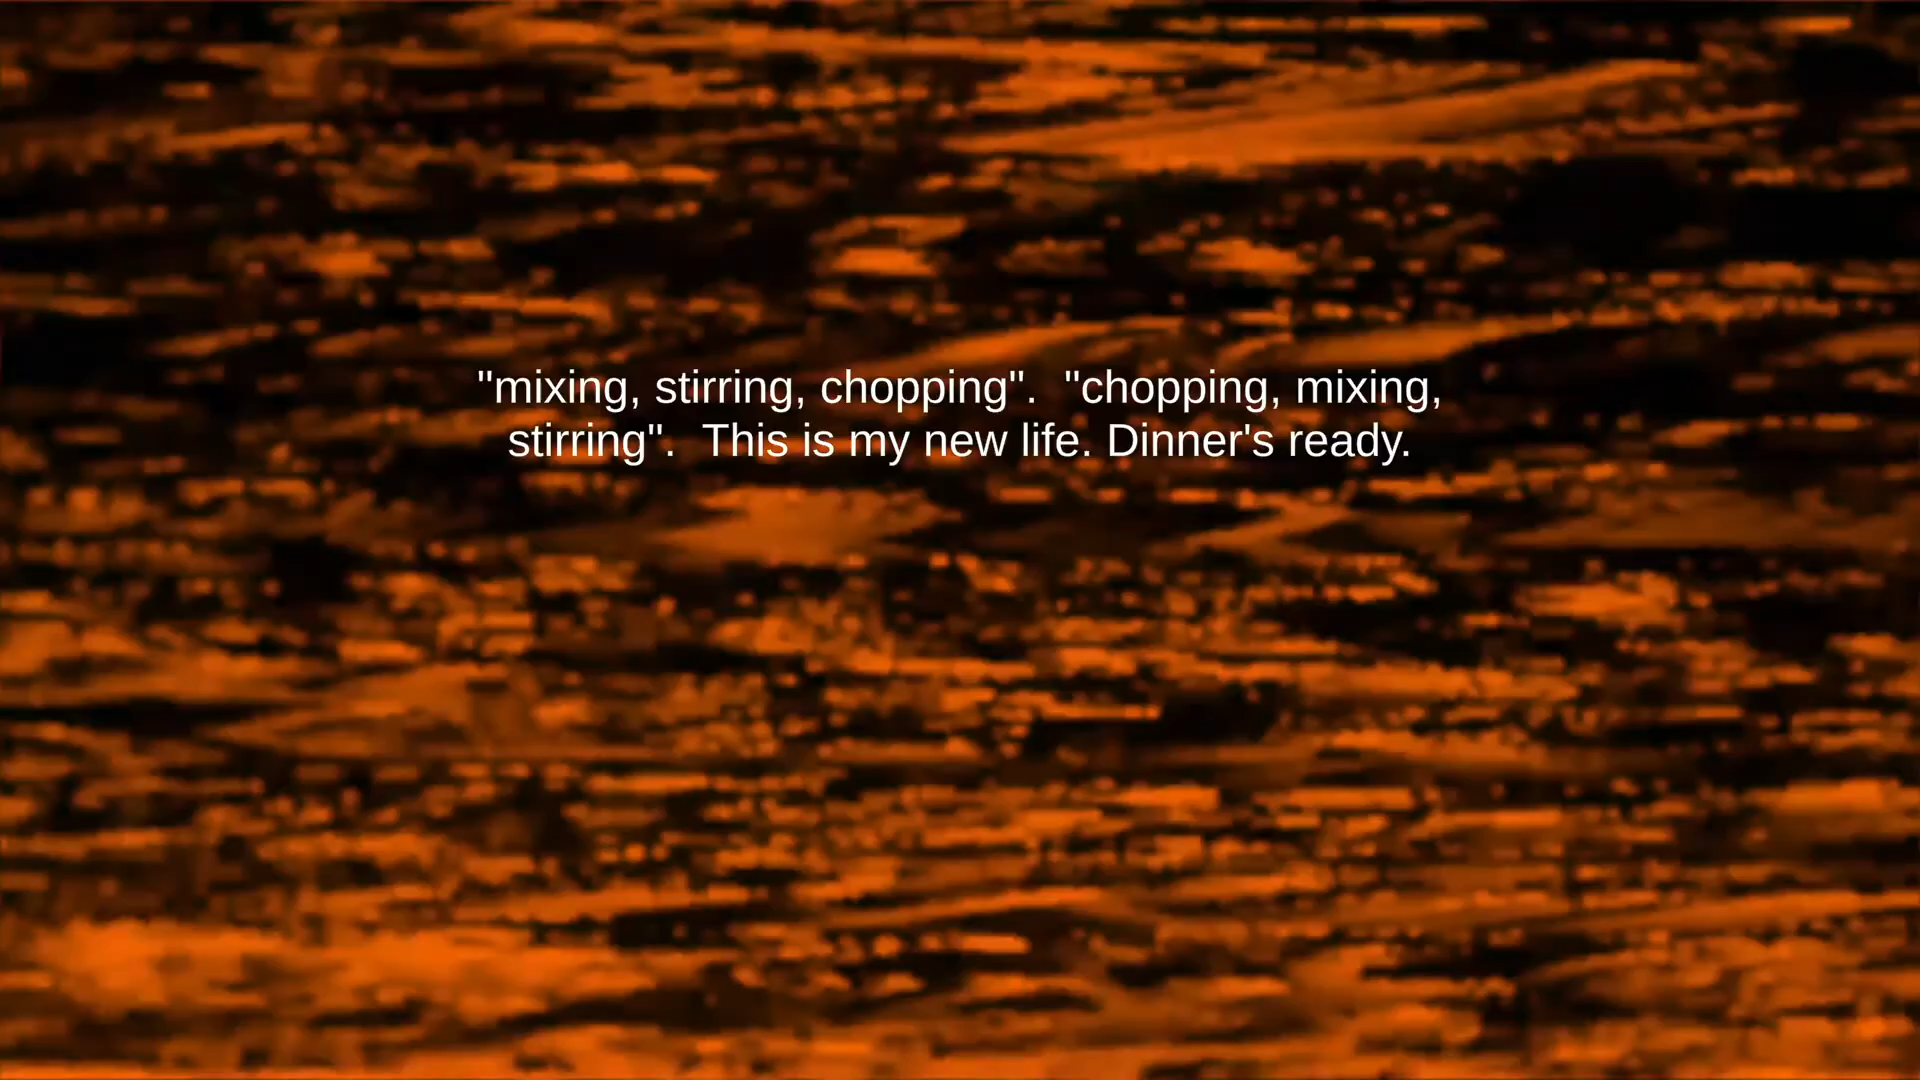 "mixing, stirring, chopping".  "chopping, mixing,
stirring".  This is my new life. Dinner's ready.